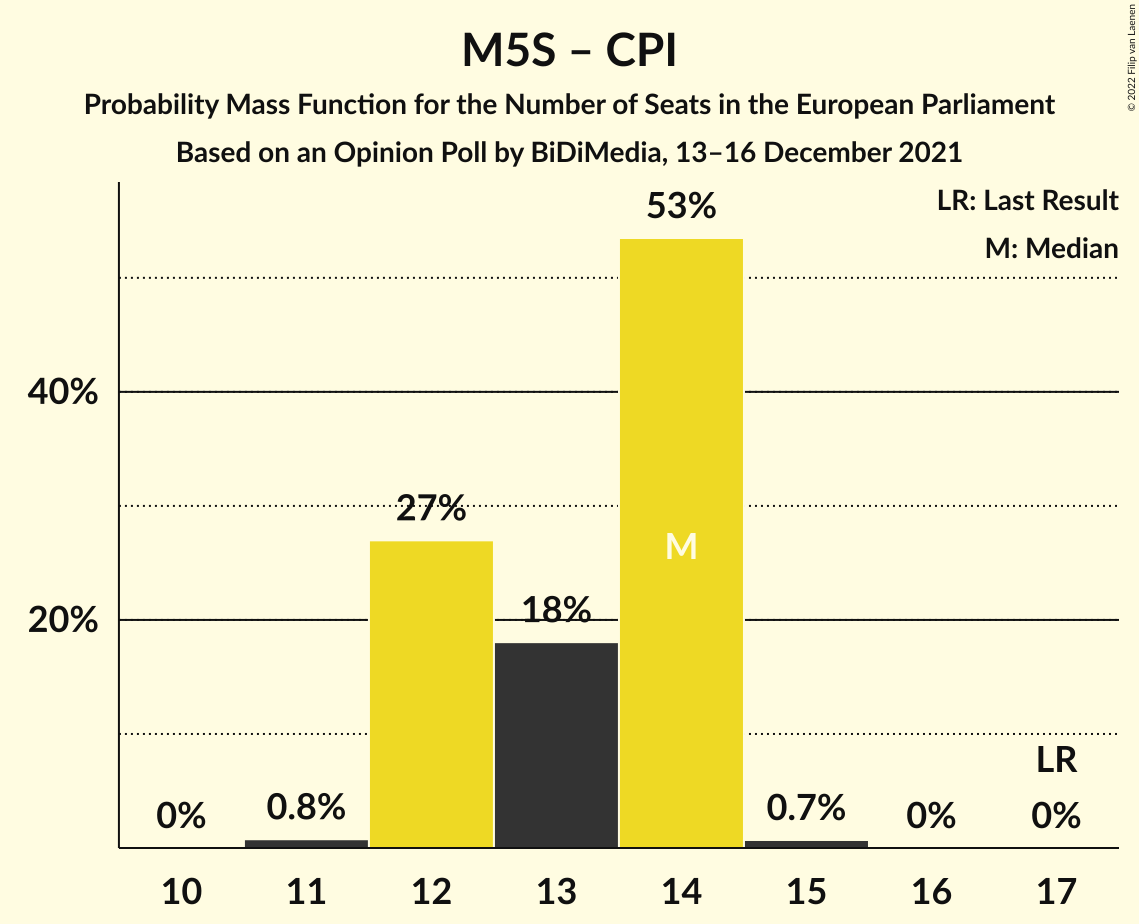 M5S – CPI
Probability Mass Function for the Number of Seats in the European Parliament
Based on an Opinion Poll by BiDiMedia, 13–16 December 2021
© 2022 Filip van Laenen
LR: Last Result
M: Median
53%
40%
27%
M
18%
20%
LR
0%
0.8%
0.7%
0%
0%
10 11 12 13 14 15 16 17